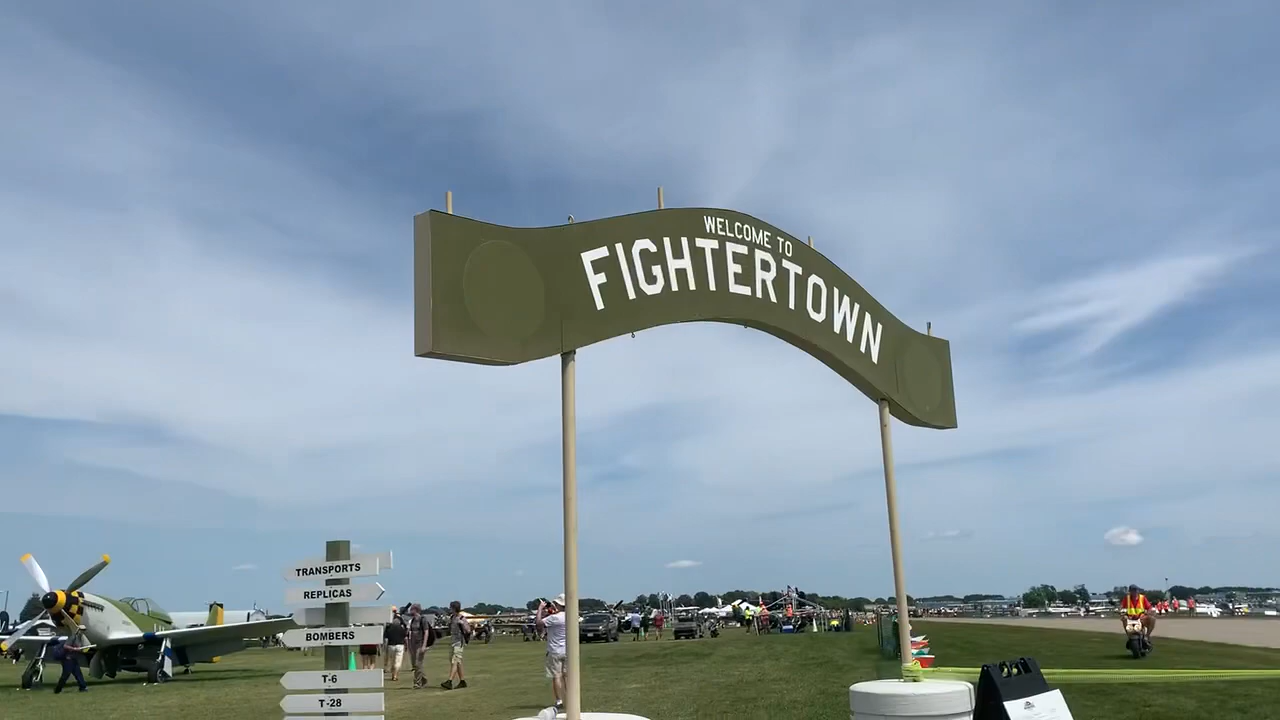 WELCOME TO
FIGHTERTOWN
TRANSPORTS
REPLICAS
BOMBERS
T-6
T-28